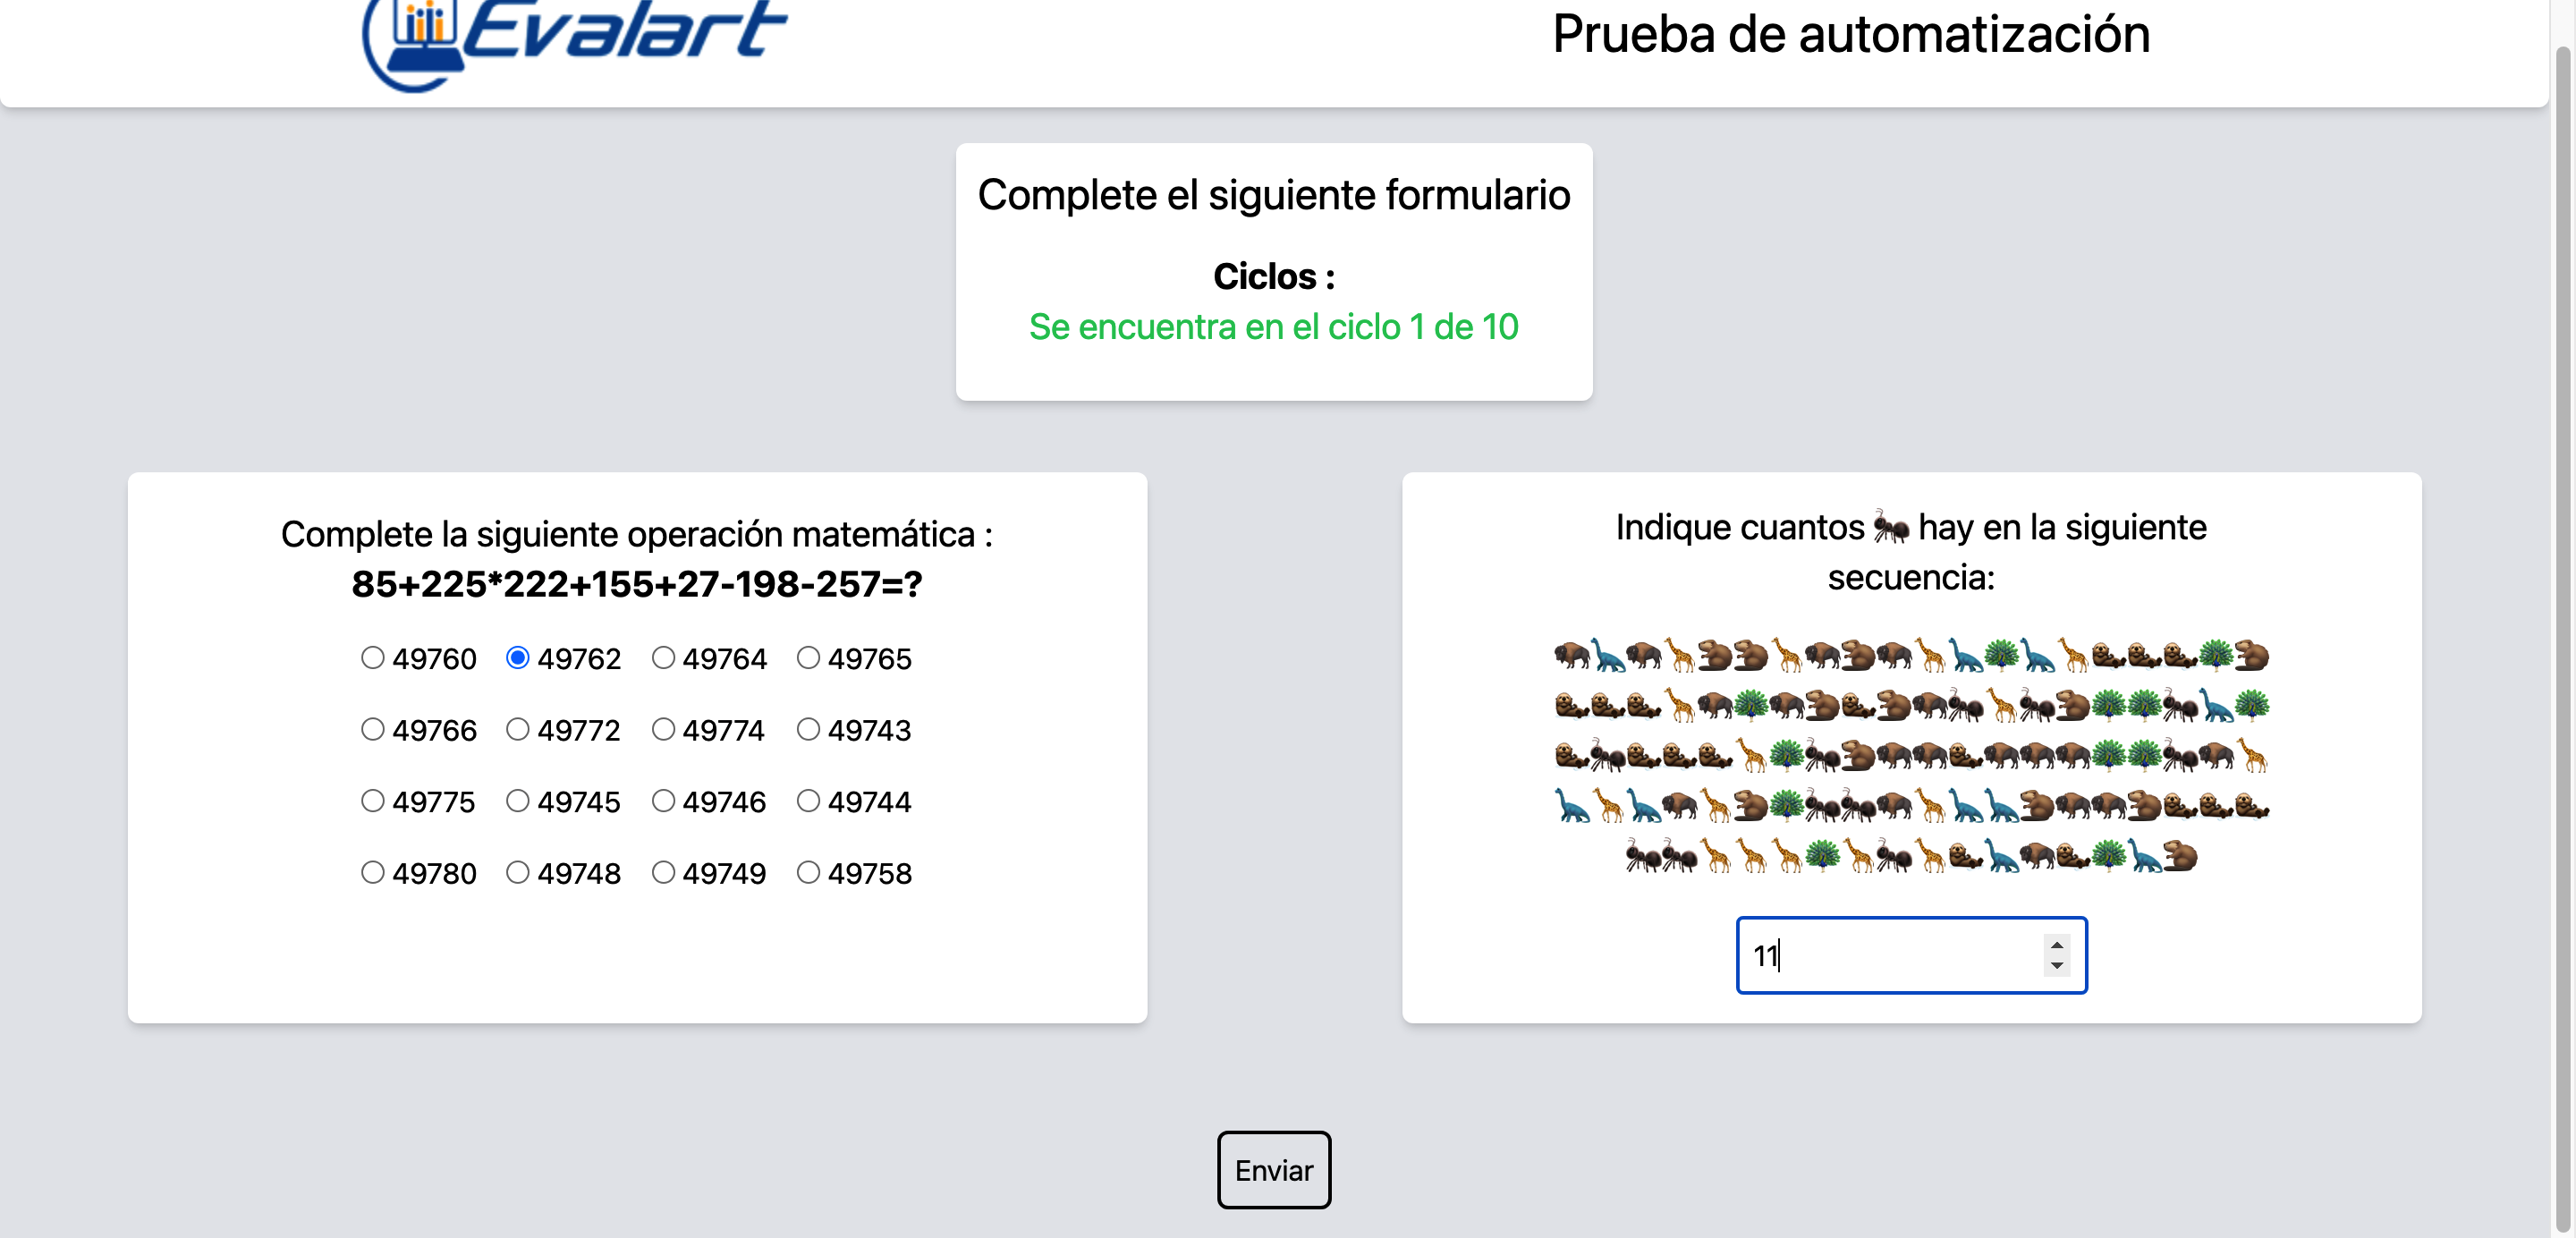 Evalart
Prueba de automatización
Complete el siguiente formulario
Ciclos :
Se encuentra en el ciclo 1 de 10
Complete la siguiente operación matemática :
85+225*222+155+27-198-257=?
49760 49762 49764 49765
49766 49772 49774 49743
49775 49745 49746 49744
49780 49748 49749 49758
Indique cuantos 🐜 hay en la siguiente
secuencia:
11
Enviar